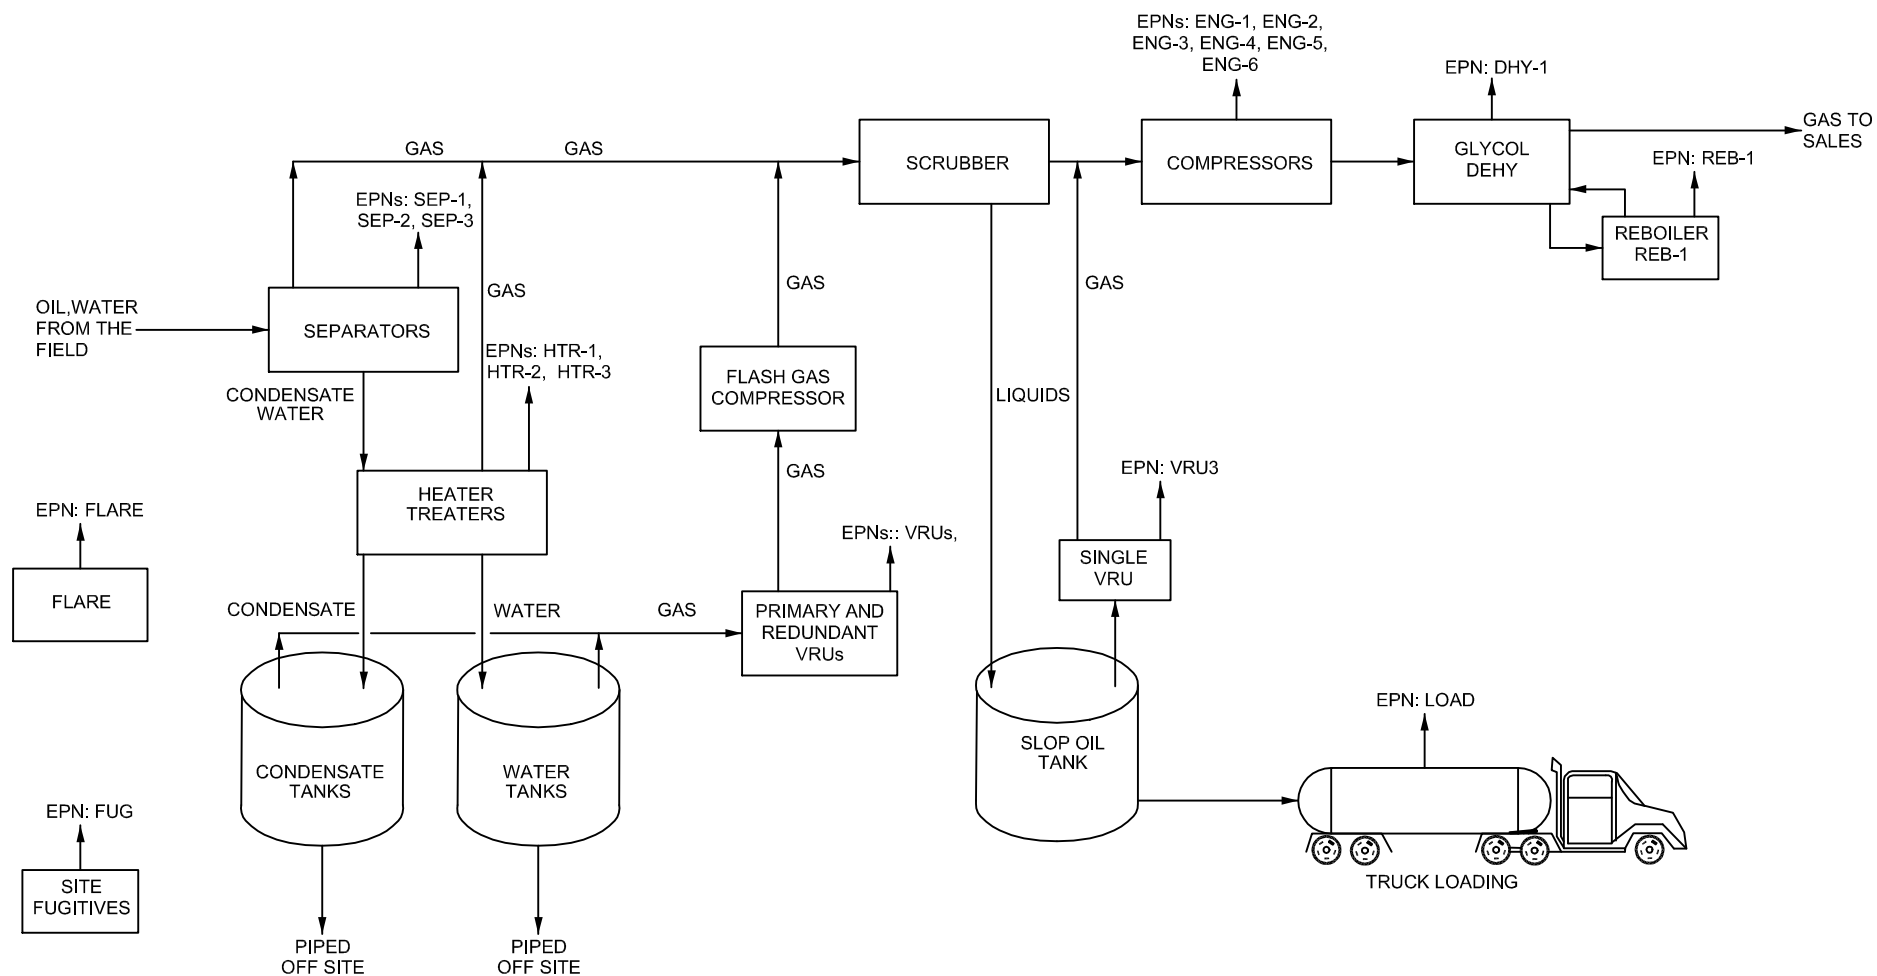 EPNs: ENG-1, ENG-2,
ENG-3, ENG-4, ENG-5,
ENG-6
EPN: DHY-1
GAS TO
SALES
GAS
GAS
SCRUBBER
COMPRESSORS
GLYCOL
DEHY
EPN: REB-1
EPNs: SEP-1,
SEP-2, SEP-3
REBOILER
REB-1
GAS
GAS
GAS
OIL,WATER
FROM THE
FIELD
SEPARATORS
EPNs: HTR-1,
HTR-2, HTR-3
FLASH GAS
COMPRESSOR
CONDENSATE
WATER
LIQUIDS
GAS
EPN: VRU3
HEATER
TREATERS
EPN: FLARE
EPNs:: VRUs,
SINGLE
VRU
FLARE
CONDENSATE
WATER
GAS
PRIMARY AND
REDUNDANT
VRUs
EPN: LOAD
SLOP OIL
TANK
CONDENSATE
TANKS
WATER
TANKS
EPN: FUG
SITE
FUGITIVES
TRUCK LOADING
PIPED
OFF SITE
PIPED
OFF SITE